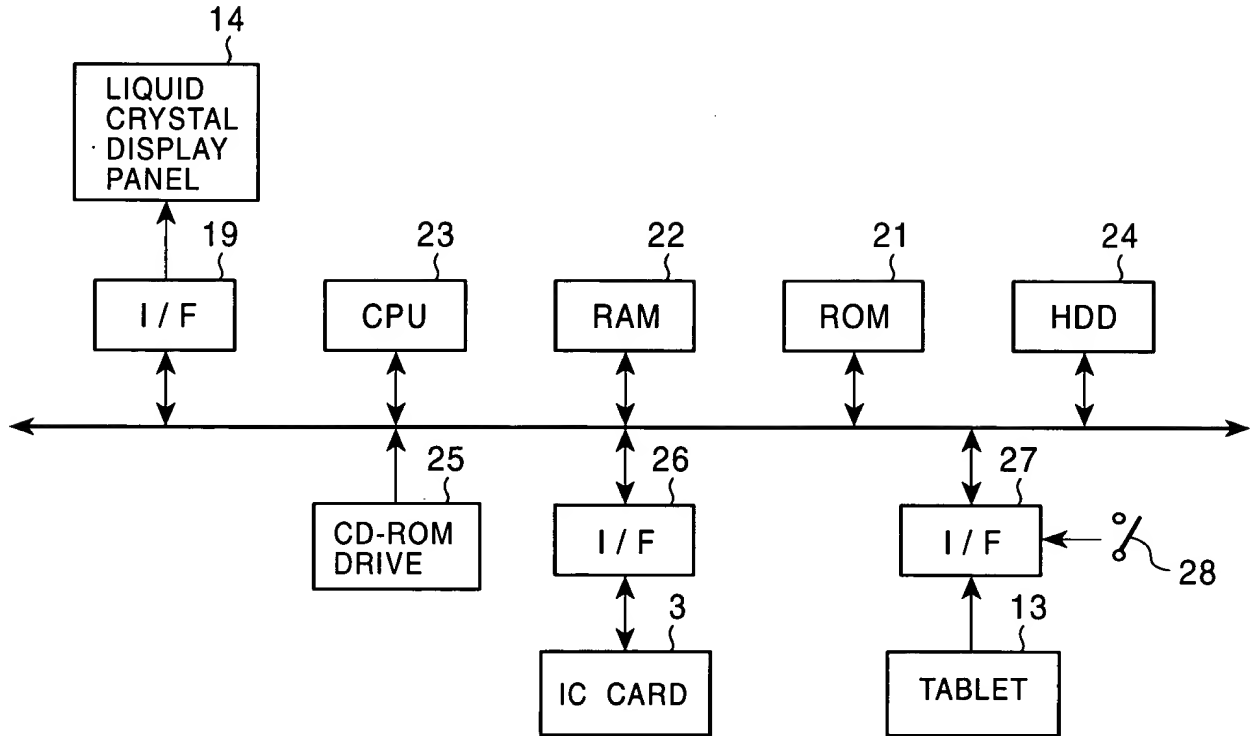 14
LIQUID
CRYSTAL
DISPLAY
PANEL
19
23
22
21
24
I / F
CPU
RAM
ROM
HDD
25
26
27
CD-ROM
DRIVE
I / F
I / F
28
3
13
IC CARD
TABLET